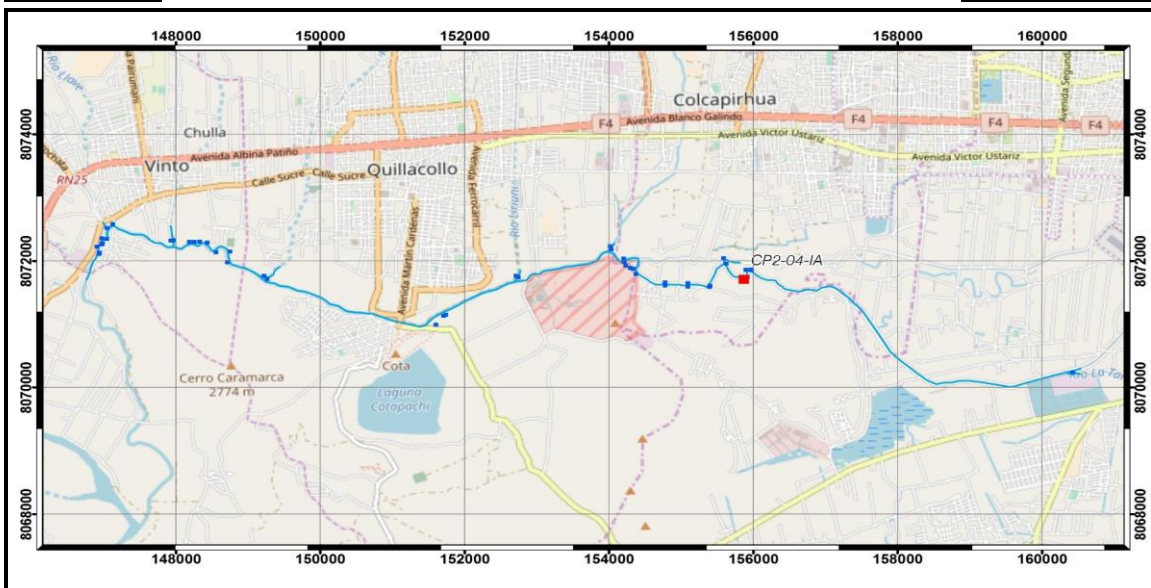 148000 150000 152000 154000 156000 158000 160000
8074000
8074000
8072000
8072000
8070000
8070000
8068000
8068000
Rio Llave
Pairumani
Colcapirhua
Avenida Segund
F4
Avenida Blanco Galindo
F4
F4
F4
Chulla
Avenida Victor Ustariz
Avenida Victor Ustariz
Avenida Albina Patiño
Vinto
Quillacollo
RN25
Calle Sucre
Calle Sucre
Avenida Ferrocarril
Avenida Martin Cardenas
CP2-04-IA
Cota
Cerro Caramarca
2774 m
Laguna
Cotapachi
148000 150000 152000 154000 156000 158000 160000